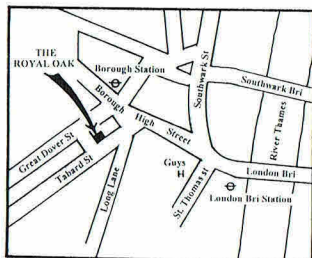 THE
ROYAL OAK
Borough Station
Southwark St
Southwark Bri
River Thames
Borough High Street
Great Dover St
Tabard St
Long Lane
Guys
H
St. Thomas st
London Bri
London Bri Station